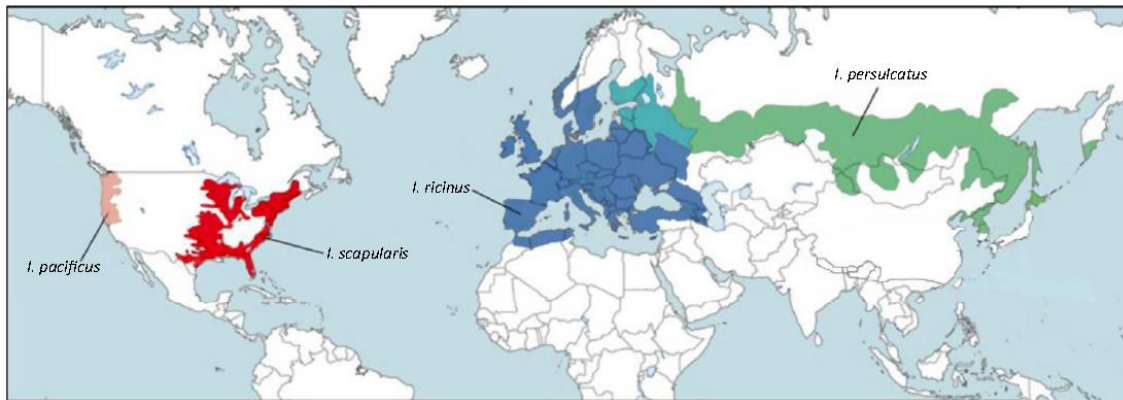 I. persulcatus
I. ricinus
I. scapularis
I. pacificus